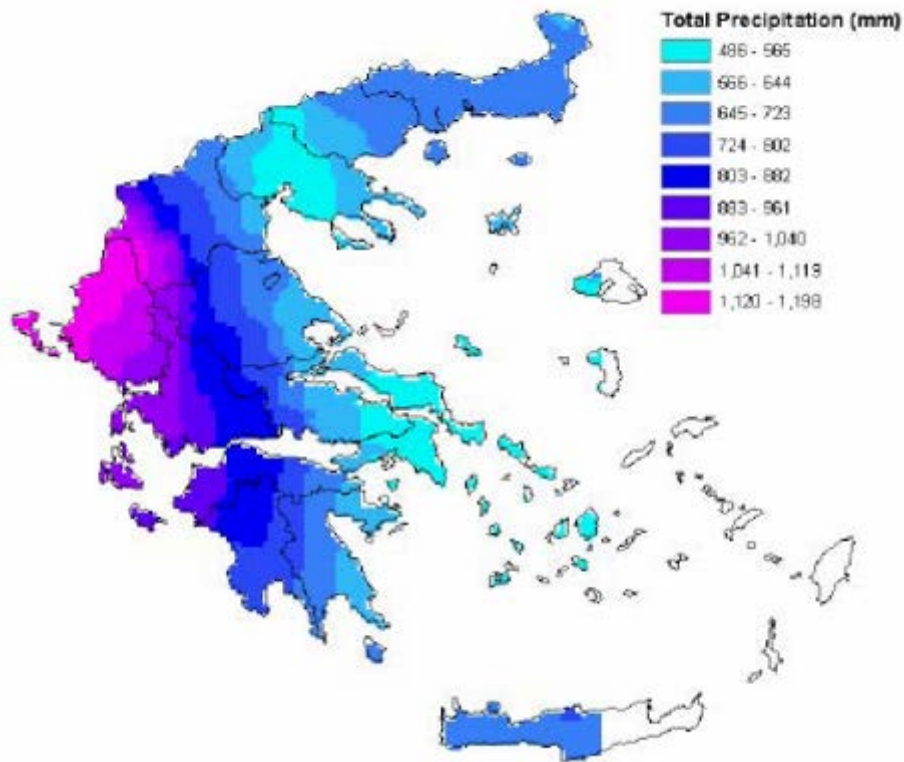 Total Precipitation (mm)
486 - 565
566 - 644
645 - 723
724 - 802
803 - 882
883 - 961
962 - 1,040
1,041 - 1,119
1,120 - 1,198